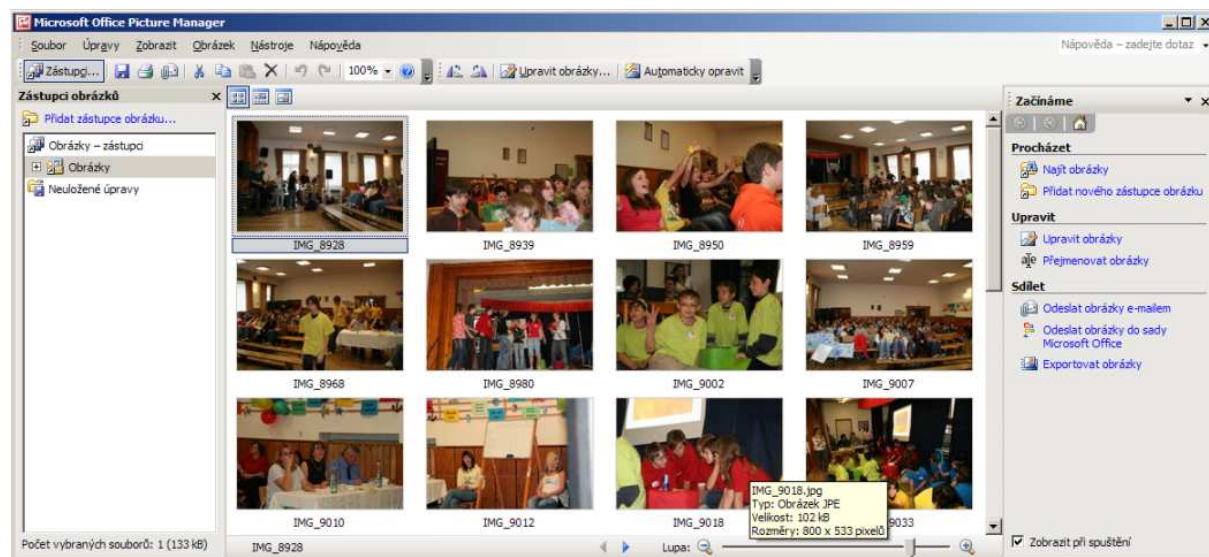 Microsoft Office Picture Manager
Soubor Úpravy Zobrazit Obrázek Nástroje Nápověda Nápověda – zadejte dotaz
Zástupci... 100% Upravit obrázky... Automaticky opravit
Zástupci obrázků
Přidat zástupce obrázku...
Obrázky – zástupci
Obrázky
Neuložené úpravy
IMG_8928 IMG_8939 IMG_8950 IMG_8959
IMG_8968 IMG_8980 IMG_9002 IMG_9007
IMG_9010 IMG_9012 IMG_9018 IMG_9033
IMG_9018.jpg
Typ: Obrázek JPE
Velikost: 102 kB
Rozměry: 800 x 533 pixelů
Začínáme
Procházet
Najít obrázky
Přidat nového zástupce obrázku
Upravit
Upravit obrázky
Přejmenovat obrázky
Sdílet
Odeslat obrázky e-mailem
Odeslat obrázky do sady
Microsoft Office
Exportovat obrázky
Zobrazit při spuštění
Počet vybraných souborů: 1 (133 kB)
IMG_8928
Lupa: